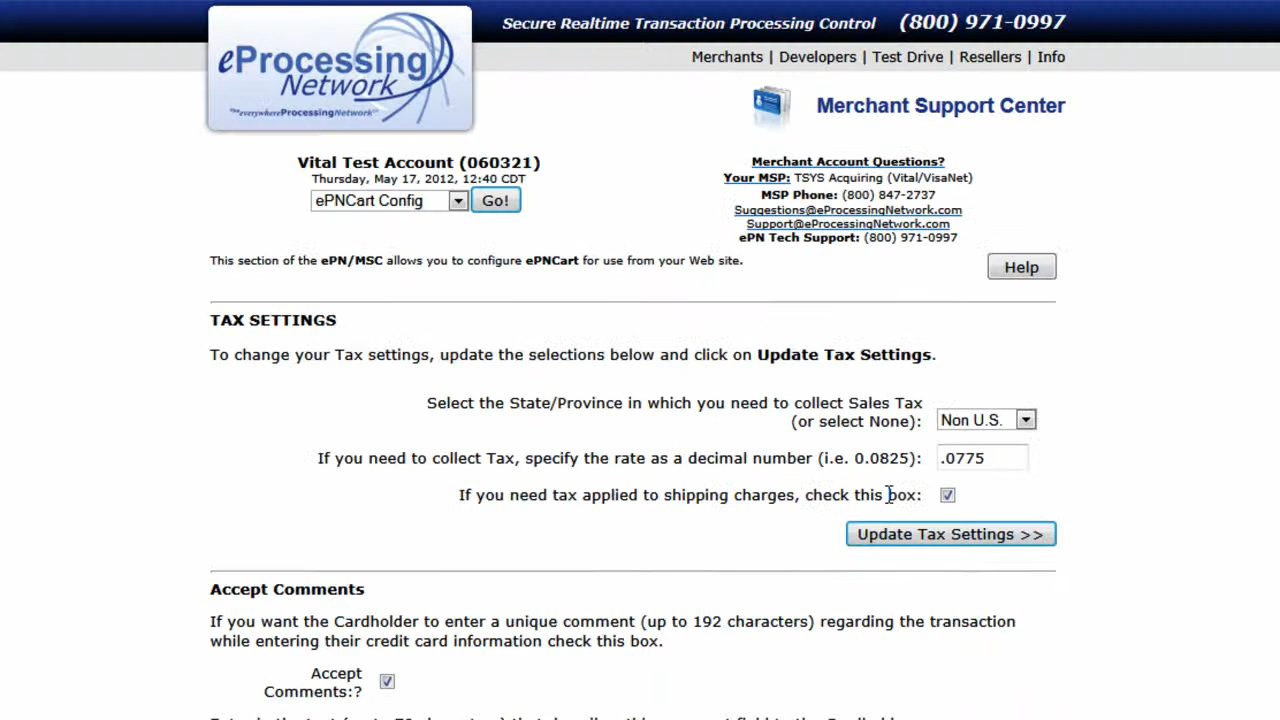 Secure Realtime Transaction Processing Control (800) 971-0997
eProcessing
Network
The everywhereProcessingNetwork
Merchants | Developers | Test Drive | Resellers | Info
Merchant Support Center
Vital Test Account (060321)
Thursday, May 17, 2012, 12:40 CDT
ePNCart Config Go!
Merchant Account Questions?
Your MSP: TSYS Acquiring (Vital/VisaNet)
MSP Phone: (800) 847-2737
Suggestions@eProcessingNetwork.com
Support@eProcessingNetwork.com
ePN Tech Support: (800) 971-0997
This section of the ePN/MSC allows you to configure ePNCart for use from your Web site.
Help
TAX SETTINGS
To change your Tax settings, update the selections below and click on Update Tax Settings.
Select the State/Province in which you need to collect Sales Tax
(or select None): Non U.S.
If you need to collect Tax, specify the rate as a decimal number (i.e. 0.0825): .0775
If you need tax applied to shipping charges, check this box:
Update Tax Settings >>
Accept Comments
If you want the Cardholder to enter a unique comment (up to 192 characters) regarding the transaction
while entering their credit card information check this box.
Accept
Comments:?